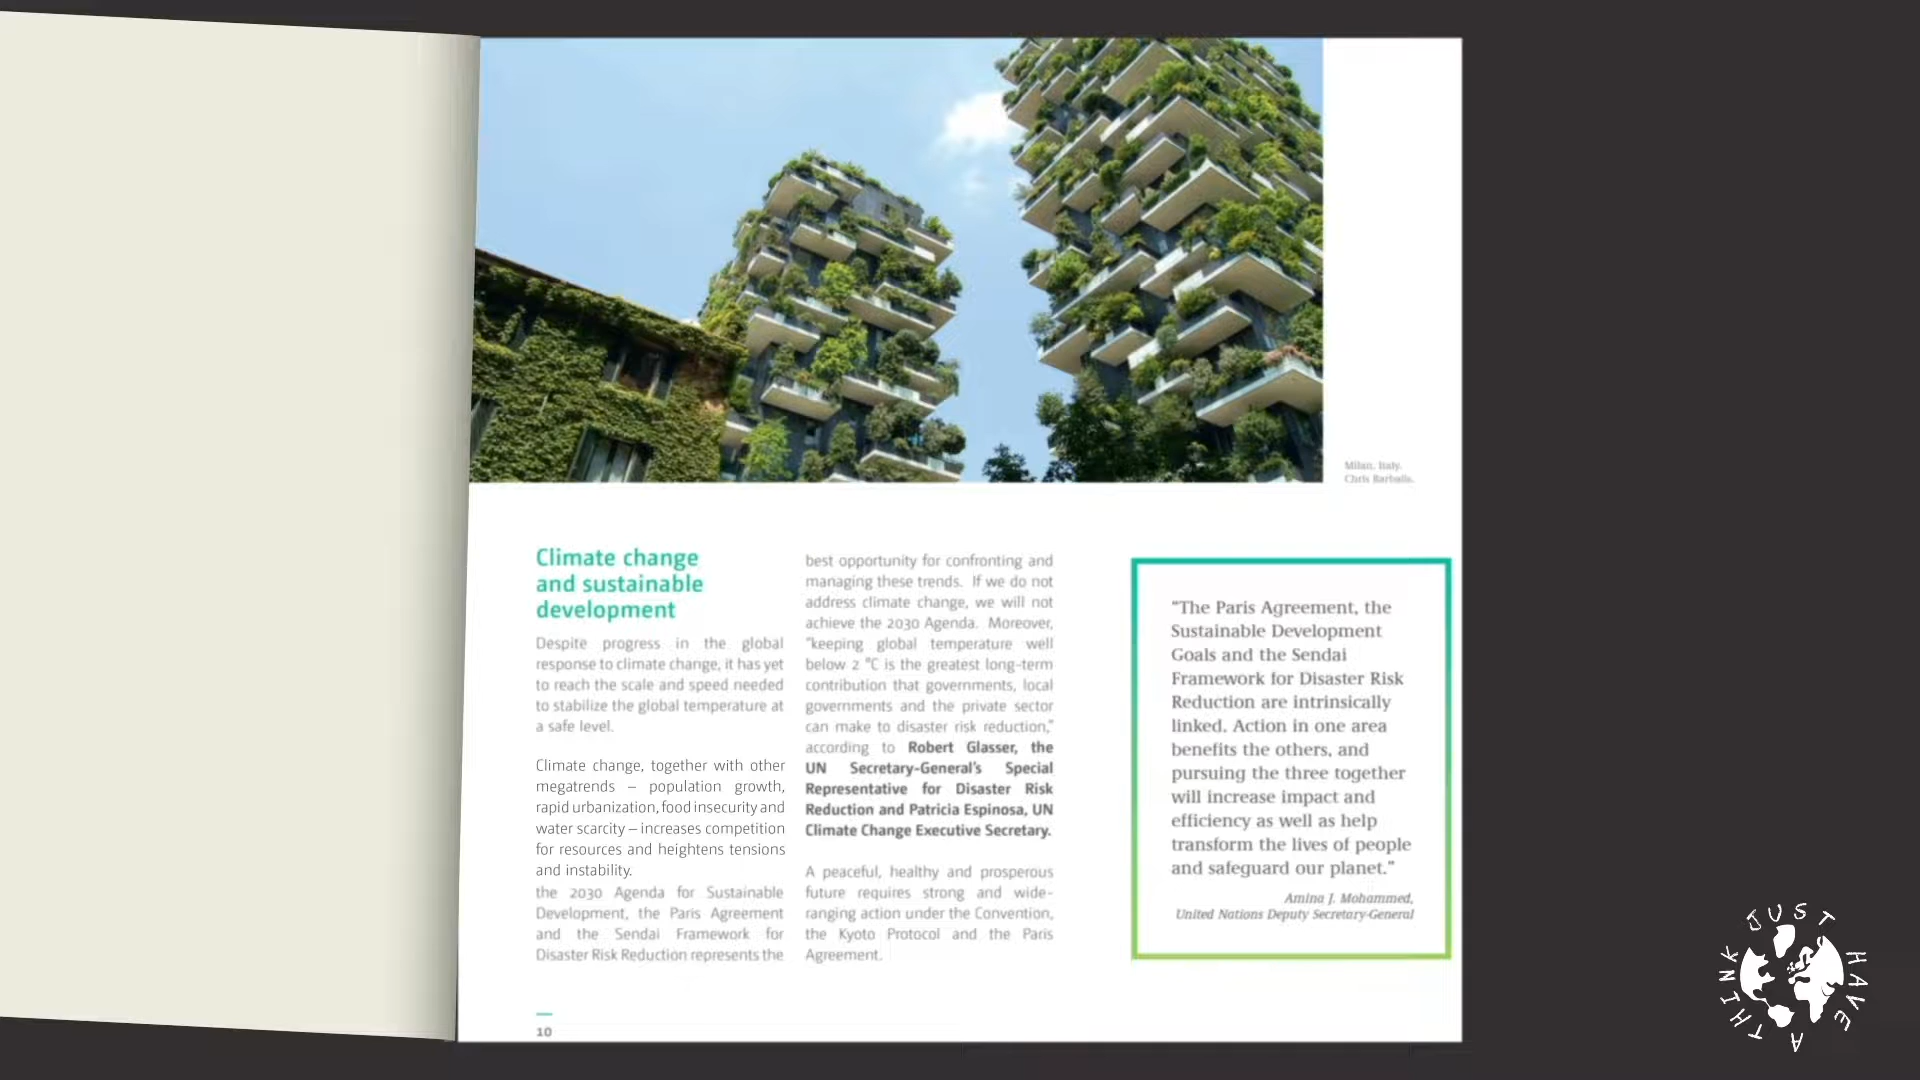 Milan, Italy.
Chris Barbalis.
Climate change
and sustainable
development
Despite progress in the global
response to climate change, it has yet
to reach the scale and speed needed
to stabilize the global temperature at
a safe level.
Climate change, together with other
megatrends – population growth,
rapid urbanization, food insecurity and
water scarcity – increases competition
for resources and heightens tensions
and instability.
the 2030 Agenda for Sustainable
Development, the Paris Agreement
and the Sendai Framework for
Disaster Risk Reduction represents the
best opportunity for confronting and
managing these trends. If we do not
address climate change, we will not
achieve the 2030 Agenda. Moreover,
"keeping global temperature well
below 2 °C is the greatest long-term
contribution that governments, local
governments and the private sector
can make to disaster risk reduction,"
according to Robert Glasser, the
UN Secretary-General's Special
Representative for Disaster Risk
Reduction and Patricia Espinosa, UN
Climate Change Executive Secretary.
A peaceful, healthy and prosperous
future requires strong and wide-
ranging action under the Convention,
the Kyoto Protocol and the Paris
Agreement.
"The Paris Agreement, the
Sustainable Development
Goals and the Sendai
Framework for Disaster Risk
Reduction are intrinsically
linked. Action in one area
benefits the others, and
pursuing the three together
will increase impact and
efficiency as well as help
transform the lives of people
and safeguard our planet."
Amina J. Mohammed,
United Nations Deputy Secretary-General
10
JUST HAVE A THINK